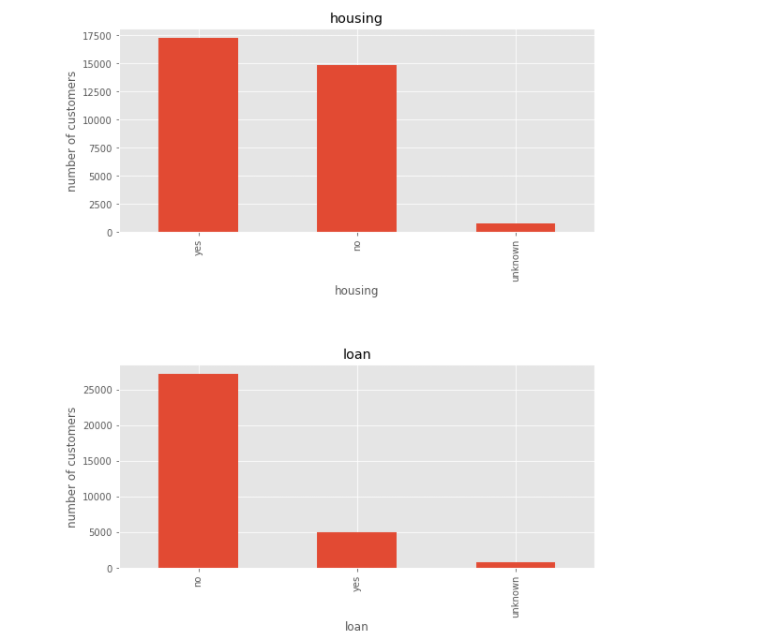 housing
17500
15000
12500
10000
7500
5000
2500
0
number of customers
yes
no
unknown
housing
loan
25000
20000
15000
10000
5000
0
number of customers
no
yes
unknown
loan